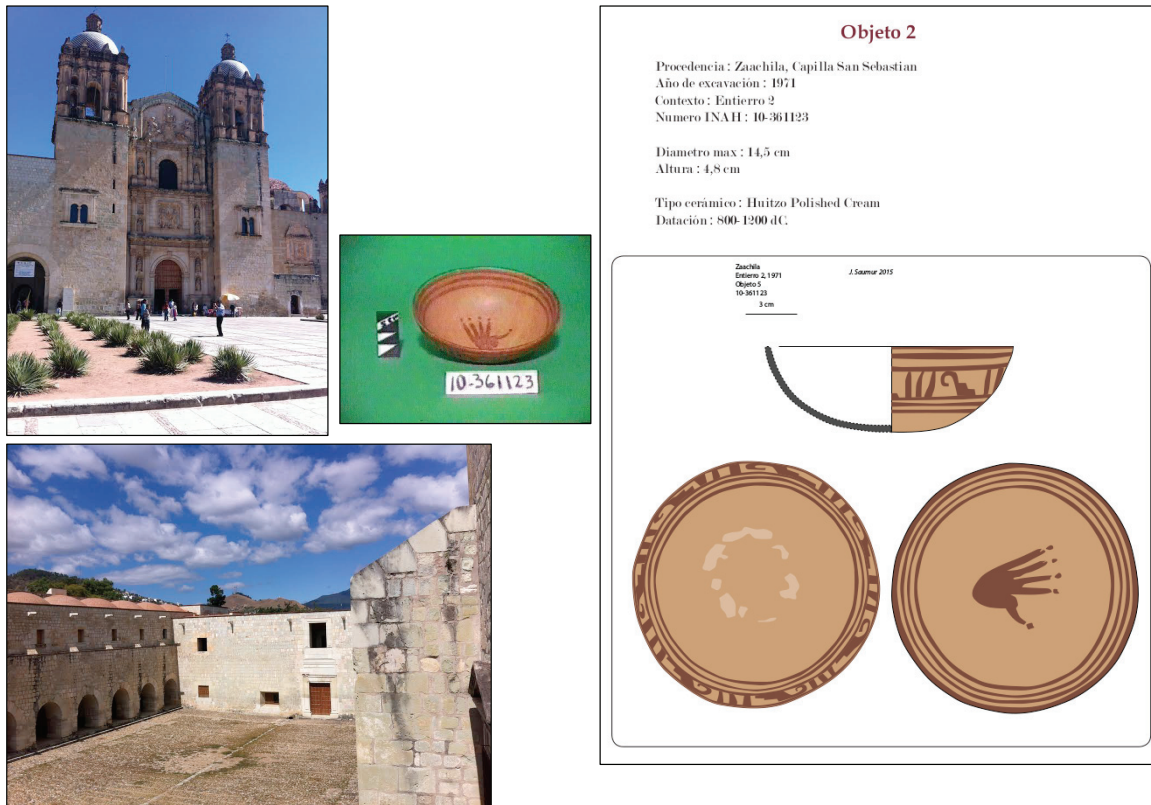 Objeto 2
Procedencia : Zaachila, Capilla San Sebastian
Año de excavación : 1971
Contexto : Entierro 2
Numero INAH : 10-361123
Diametro max : 14,5 cm
Altura : 4,8 cm
Tipo cerámico : Huitzo Polished Cream
Datación : 800-1200 dC.
Zaachila
Entierro 2, 1971
Objeto 5
10-361123
3 cm
J. Saumur 2015
10-361123